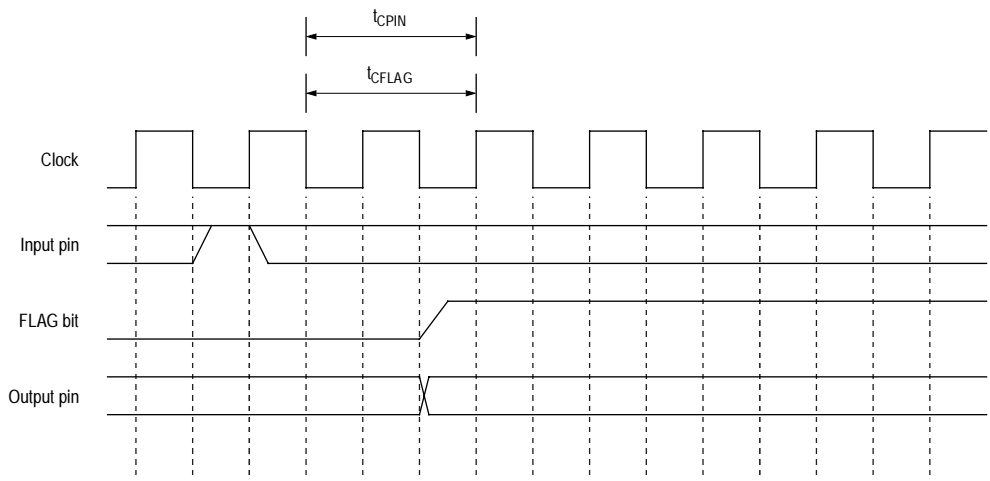 tCPIN
tCFLAG
Clock
Input pin
FLAG bit
Output pin